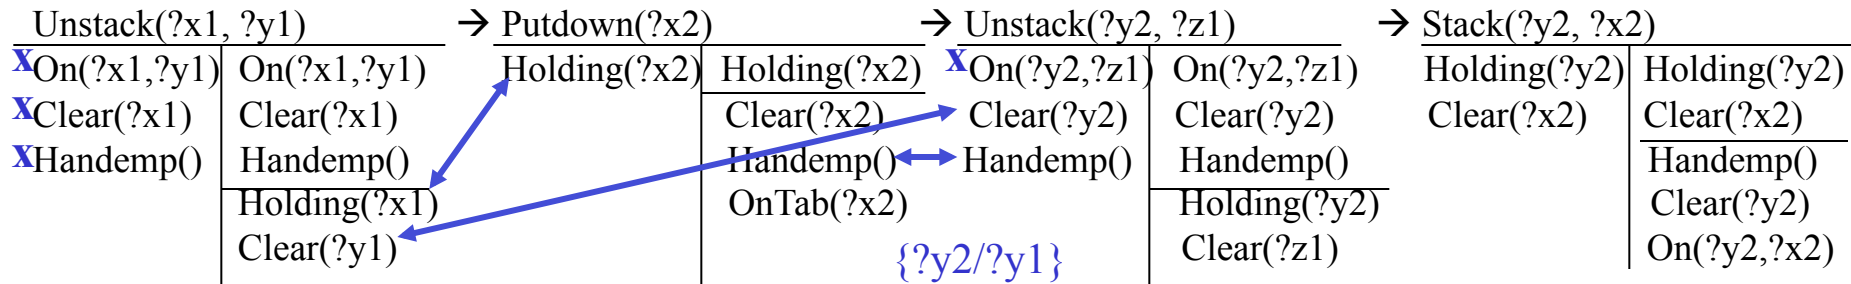 Unstack(?x1, ?y1) → Putdown(?x2) → Unstack(?y2, ?z1) → Stack(?y2, ?x2)
xOn(?x1,?y1) On(?x1,?y1) Holding(?x2) Holding(?x2) xOn(?y2,?z1) On(?y2,?z1) Holding(?y2) Holding(?y2)
xClear(?x1) Clear(?x1) Clear(?x2) Clear(?y2) Clear(?y2) Clear(?x2) Clear(?x2)
xHandemp() Handemp() Handemp() Handemp() Handemp() Handemp()
Holding(?x1) OnTab(?x2) Holding(?y2) Clear(?y2)
Clear(?y1) {?y2/?y1} Clear(?z1) On(?y2,?x2)